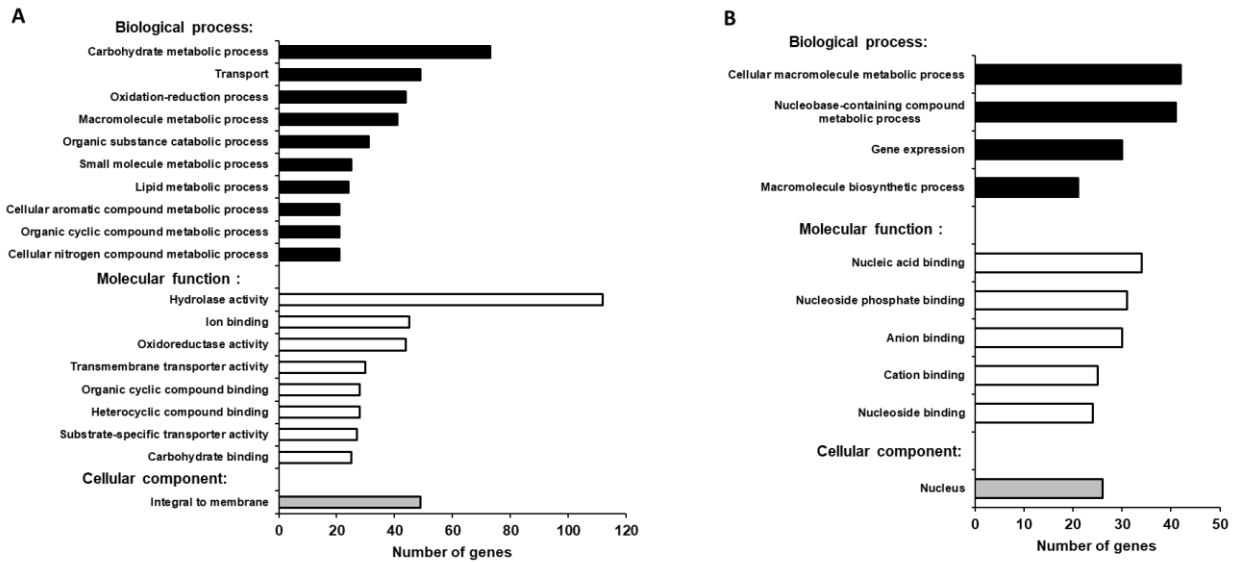 A
Biological process:
Carbohydrate metabolic process
Transport
Oxidation-reduction process
Macromolecule metabolic process
Organic substance catabolic process
Small molecule metabolic process
Lipid metabolic process
Cellular aromatic compound metabolic process
Organic cyclic compound metabolic process
Cellular nitrogen compound metabolic process
Molecular function :
Hydrolase activity
Ion binding
Oxidoreductase activity
Transmembrane transporter activity
Organic cyclic compound binding
Heterocyclic compound binding
Substrate-specific transporter activity
Carbohydrate binding
Cellular component:
Integral to membrane
0 20 40 60 80 100 120
Number of genes
B
Biological process:
Cellular macromolecule metabolic process
Nucleobase-containing compound
metabolic process
Gene expression
Macromolecule biosynthetic process
Molecular function :
Nucleic acid binding
Nucleoside phosphate binding
Anion binding
Cation binding
Nucleoside binding
Cellular component:
Nucleus
0 10 20 30 40 50
Number of genes